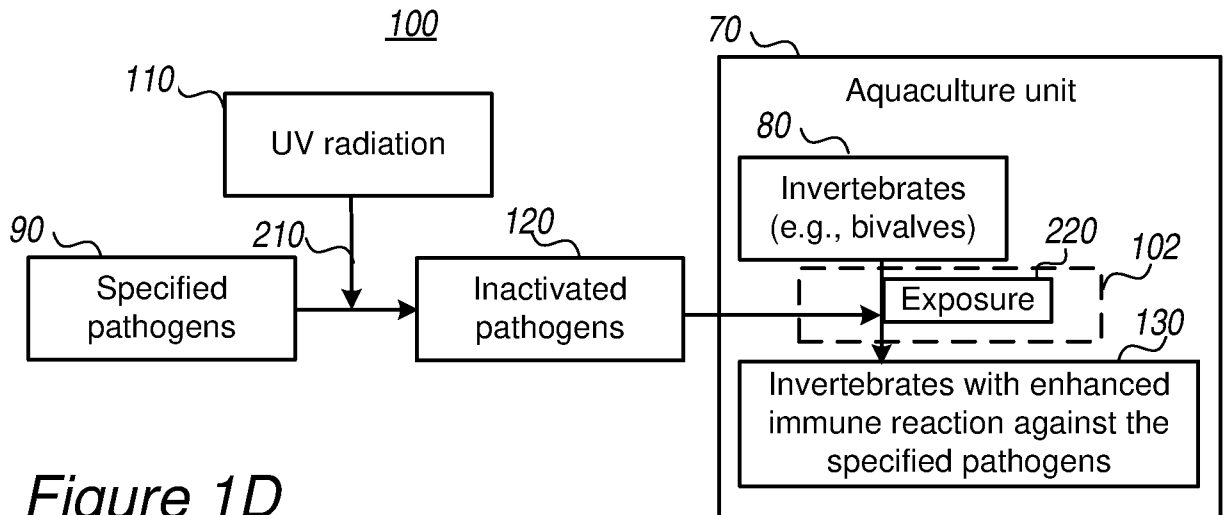 100
70
110
Aquaculture unit
UV radiation
80
Invertebrates
(e.g., bivalves)
90
210
120
220
102
Specified
pathogens
Inactivated
pathogens
Exposure
130
Invertebrates with enhanced
immune reaction against the
specified pathogens
Figure 1D